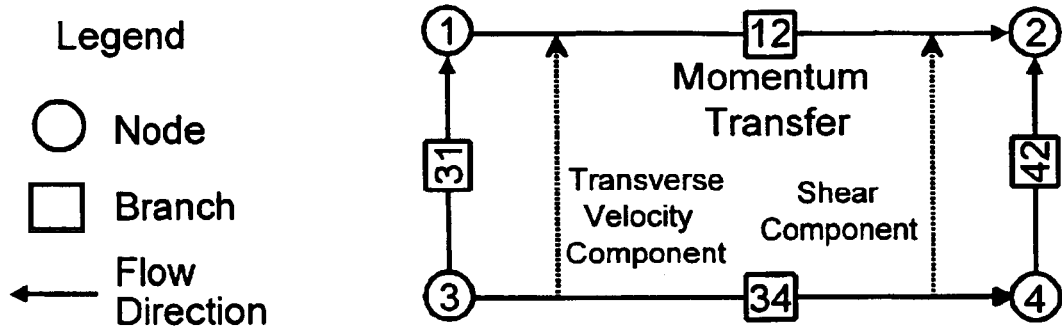 Legend
Node
Branch
Flow
Direction
1
12
2
Momentum
Transfer
31
42
Transverse
Velocity
Component
Shear
Component
3
34
4